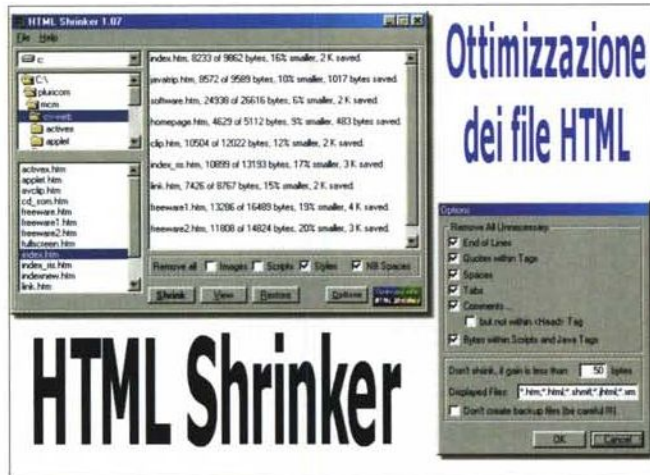 HTML Shrinker 1.07
File Help
c:
C:\
pluricom
mcm
cv-web
actives
applet
activex.htm
applet.htm
avclip.htm
cd_rom.htm
freeware.htm
freeware1.htm
freeware2.htm
fullscreen.htm
index.htm
index_ss.htm
indexnew.htm
link.htm
index.htm, 8233 of 9862 bytes, 16% smaller, 2 K saved.
javatrip.htm, 8572 of 9589 bytes, 10% smaller, 1017 bytes saved.
software.htm, 24938 of 26616 bytes, 6% smaller, 2 K saved.
homepage.htm, 4629 of 5112 bytes, 9% smaller, 483 bytes saved.
clip.htm, 10504 of 12022 bytes, 12% smaller, 2 K saved.
index_ss.htm, 10899 of 13193 bytes, 17% smaller, 3 K saved.
link.htm, 7426 of 8767 bytes, 15% smaller, 2 K saved.
freeware1.htm, 13286 of 16489 bytes, 19% smaller, 4 K saved.
freeware2.htm, 11808 of 14824 bytes, 20% smaller, 3 K saved.
Remove all Images Scripts Styles NB Spaces
Shrink View Restore Options
HTML Shrinker
Ottimizzazione
dei file HTML
Options
Remove All Unnecessary
End of Lines
Quotes within Tags
Spaces
Tabs
Comments...
but not within <Head> Tag
Bytes within Scripts and Java Tags
Don't shrink, if gain is less than 50 bytes
Displayed Files: *.htm;*.html;*.shmtl;*.jhtml;*.xm
Don't create backup files (be careful !!!)
OK Cancel
HTML Shrinker